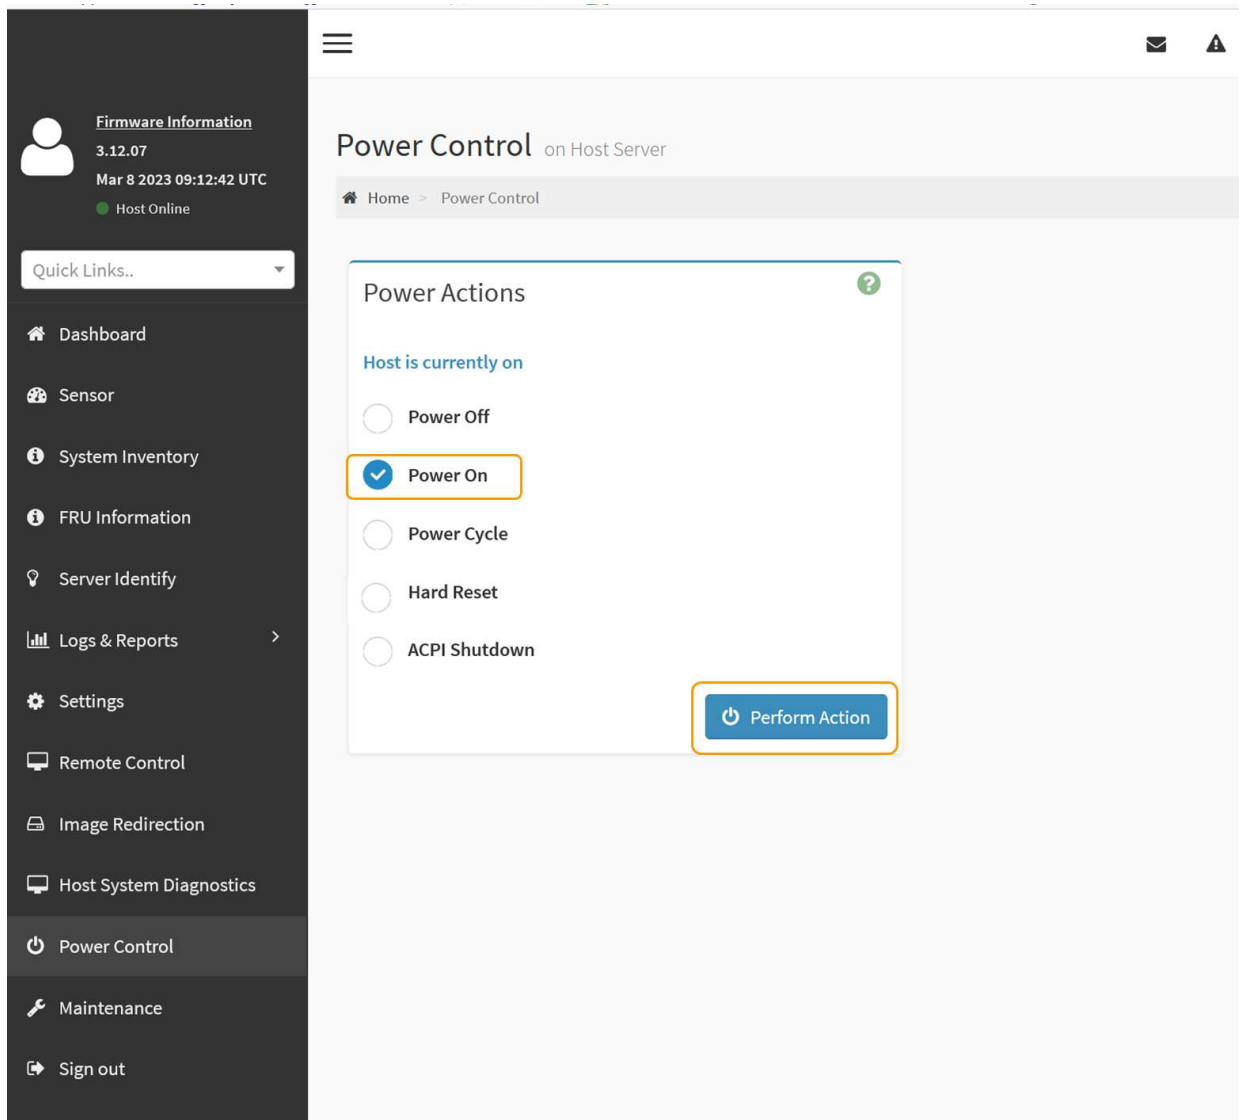 Firmware Information
3.12.07
Mar 8 2023 09:12:42 UTC
Host Online
Quick Links..
Dashboard
Sensor
System Inventory
FRU Information
Server Identify
Logs & Reports
Settings
Remote Control
Image Redirection
Host System Diagnostics
Power Control
Maintenance
Sign out
Power Control on Host Server
Home > Power Control
Power Actions
Host is currently on
Power Off
Power On
Power Cycle
Hard Reset
ACPI Shutdown
Perform Action